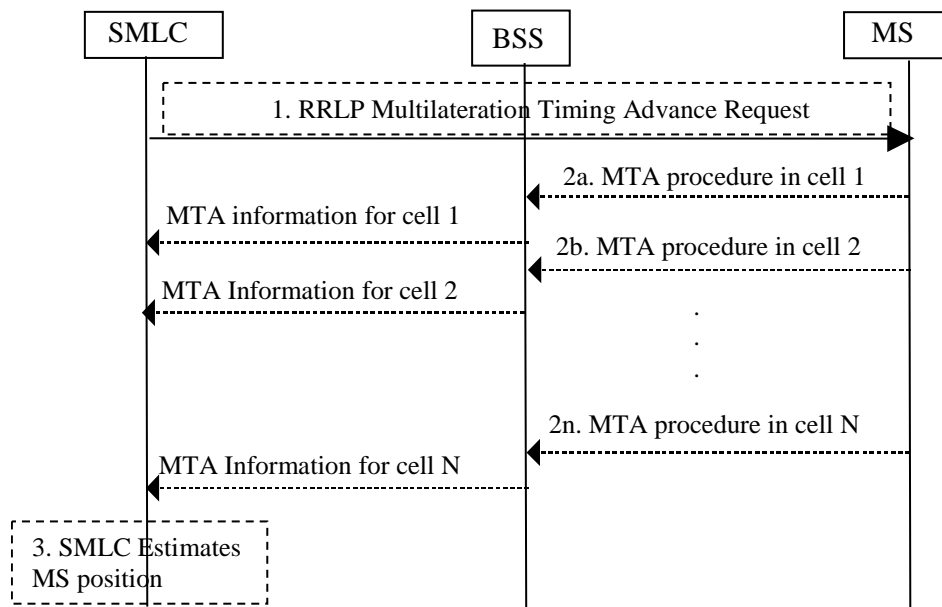 SMLC
BSS
MS
1. RRLP Multilateration Timing Advance Request
2a. MTA procedure in cell 1
MTA information for cell 1
2b. MTA procedure in cell 2
MTA Information for cell 2
.
.
.
2n. MTA procedure in cell N
MTA Information for cell N
3. SMLC Estimates
MS position